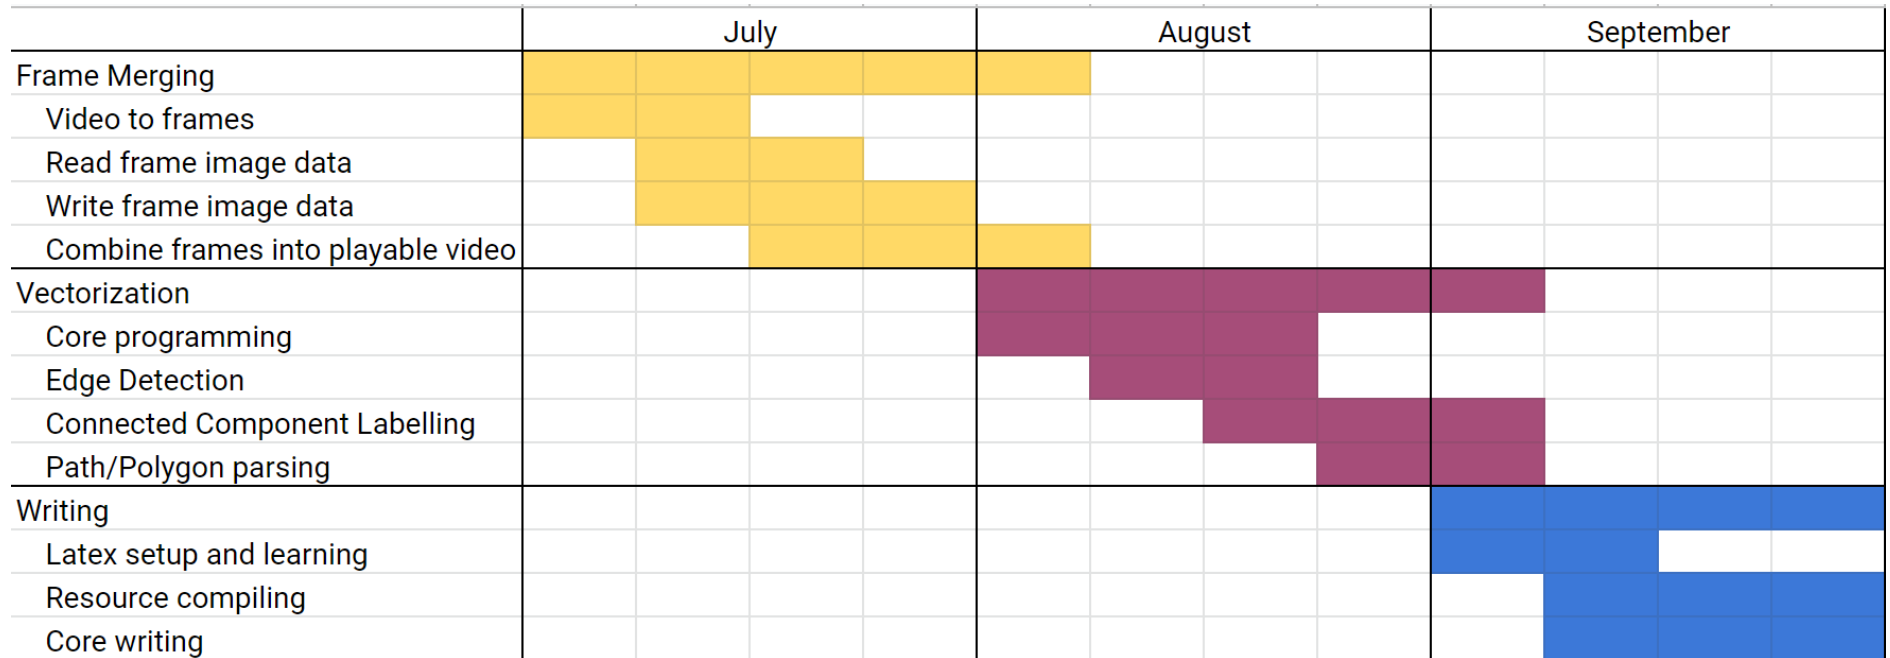 July August September
Frame Merging
Video to frames
Read frame image data
Write frame image data
Combine frames into playable video
Vectorization
Core programming
Edge Detection
Connected Component Labelling
Path/Polygon parsing
Writing
Latex setup and learning
Resource compiling
Core writing